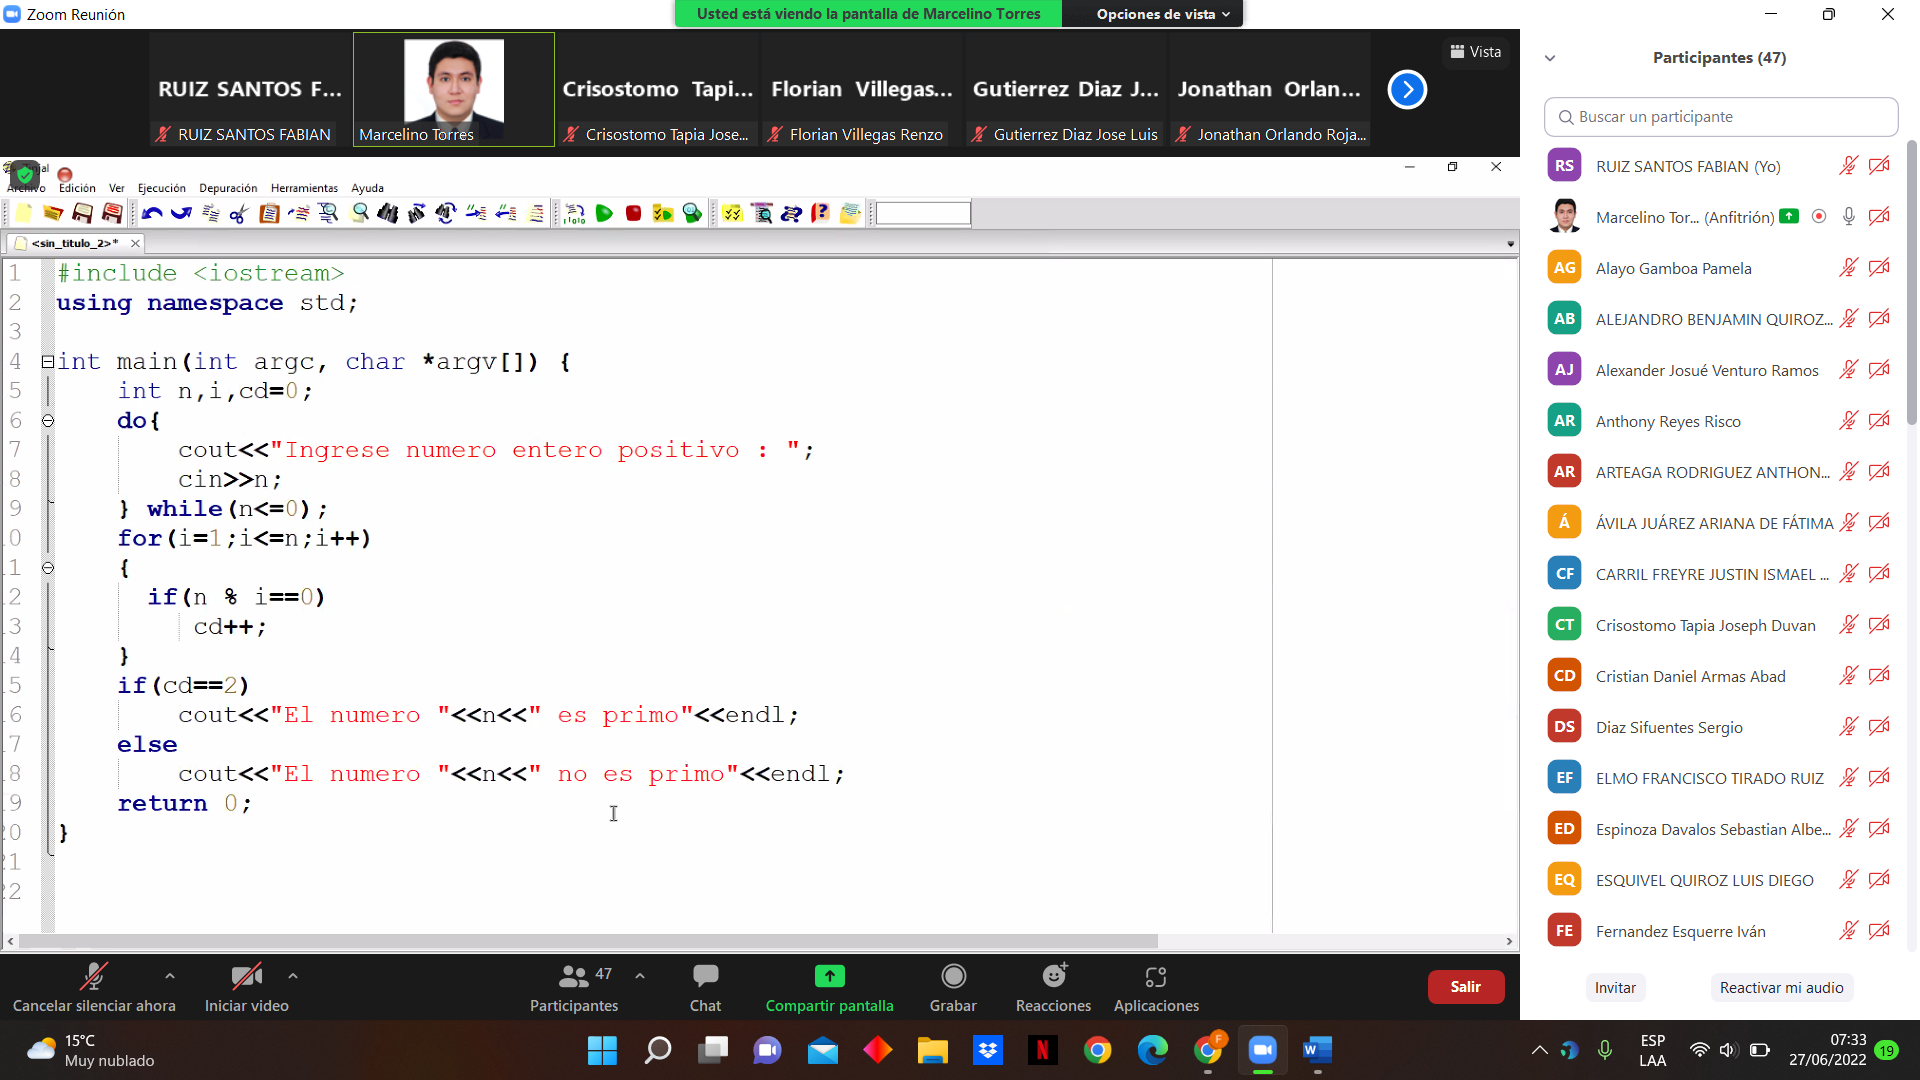 Zoom Reunión
Usted está viendo la pantalla de Marcelino Torres
Opciones de vista
RUIZ SANTOS F...
Crisostomo Tapi...
Florian Villegas...
Gutierrez Diaz J...
Jonathan Orlan...
Vista
RUIZ SANTOS FABIAN
Marcelino Torres
Crisostomo Tapia Jose...
Florian Villegas Renzo
Gutierrez Diaz Jose Luis
Jonathan Orlando Roja...
Edición Ver Ejecución Depuración Herramientas Ayuda
<sin_titulo_2>*
1 #include <iostream>
2 using namespace std;
3
4 int main(int argc, char *argv[]) {
5 int n,i,cd=0;
6 do{
7 cout<<"Ingrese numero entero positivo : ";
8 cin>>n;
9 } while(n<=0);
0 for(i=1;i<=n;i++)
1 {
2 if(n % i==0)
3 cd++;
4 }
5 if(cd==2)
6 cout<<"El numero "<<n<<" es primo"<<endl;
7 else
8 cout<<"El numero "<<n<<" no es primo"<<endl;
9 return 0;
20 }
21
22
Participantes (47)
Buscar un participante
RS RUIZ SANTOS FABIAN (Yo)
Marcelino Tor... (Anfitrión)
AG Alayo Gamboa Pamela
AB ALEJANDRO BENJAMIN QUIROZ...
AJ Alexander Josué Venturo Ramos
AR Anthony Reyes Risco
AR ARTEAGA RODRIGUEZ ANTHON...
Á ÁVILA JUÁREZ ARIANA DE FÁTIMA
CF CARRIL FREYRE JUSTIN ISMAEL ...
CT Crisostomo Tapia Joseph Duvan
CD Cristian Daniel Armas Abad
DS Diaz Sifuentes Sergio
EF ELMO FRANCISCO TIRADO RUIZ
ED Espinoza Davalos Sebastian Albe...
EQ ESQUIVEL QUIROZ LUIS DIEGO
FE Fernandez Esquerre Iván
Invitar
Reactivar mi audio
Cancelar silenciar ahora
Iniciar video
47
Participantes
Chat
Compartir pantalla
Grabar
Reacciones
Aplicaciones
Salir
15°C
Muy nublado
F
N
W
ESP
LAA
07:33
27/06/2022
19